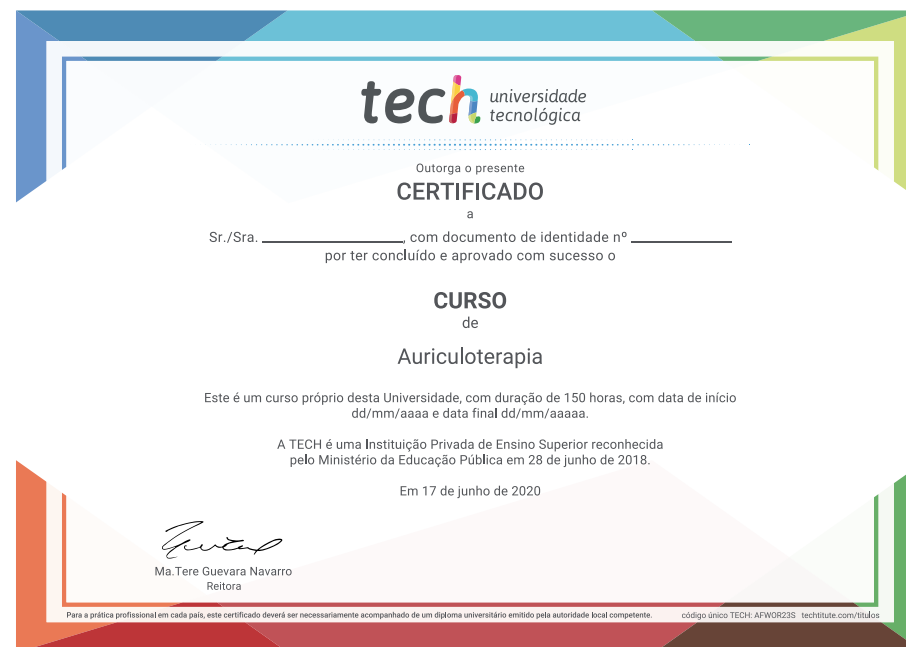 tech universidade
tecnológica
Outorga o presente
CERTIFICADO
a
Sr./Sra. ____________________, com documento de identidade nº ______________
por ter concluído e aprovado com sucesso o
CURSO
de
Auriculoterapia
Este é um curso próprio desta Universidade, com duração de 150 horas, com data de início
dd/mm/aaaa e data final dd/mm/aaaaa.
A TECH é uma Instituição Privada de Ensino Superior reconhecida
pelo Ministério da Educação Pública em 28 de junho de 2018.
Em 17 de junho de 2020
Ma.Tere Guevara Navarro
Reitora
Para a prática profissional em cada país, este certificado deverá ser necessariamente acompanhado de um diploma universitário emitido pela autoridade local competente. código único TECH: AFWOR23S techtitute.com/titulos